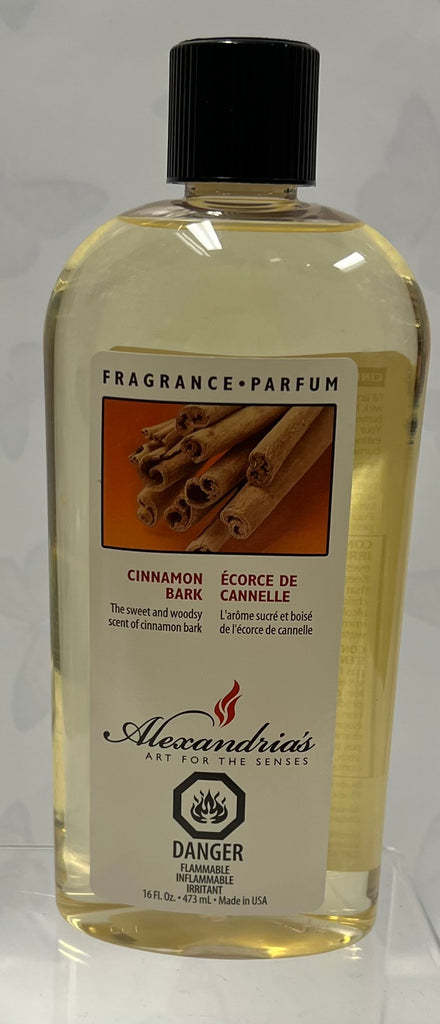 FRAGRANCE•PARFUM
CINNAMON
BARK
The sweet and woodsy
scent of cinnamon bark
ÉCORCE DE
CANNELLE
L'arôme sucré et boisé
de l'écorce de cannelle
Alexandria's
ART FOR THE SENSES
DANGER
FLAMMABLE
INFLAMMABLE
IRRITANT
16 Fl. Oz. • 473 mL • Made in USA